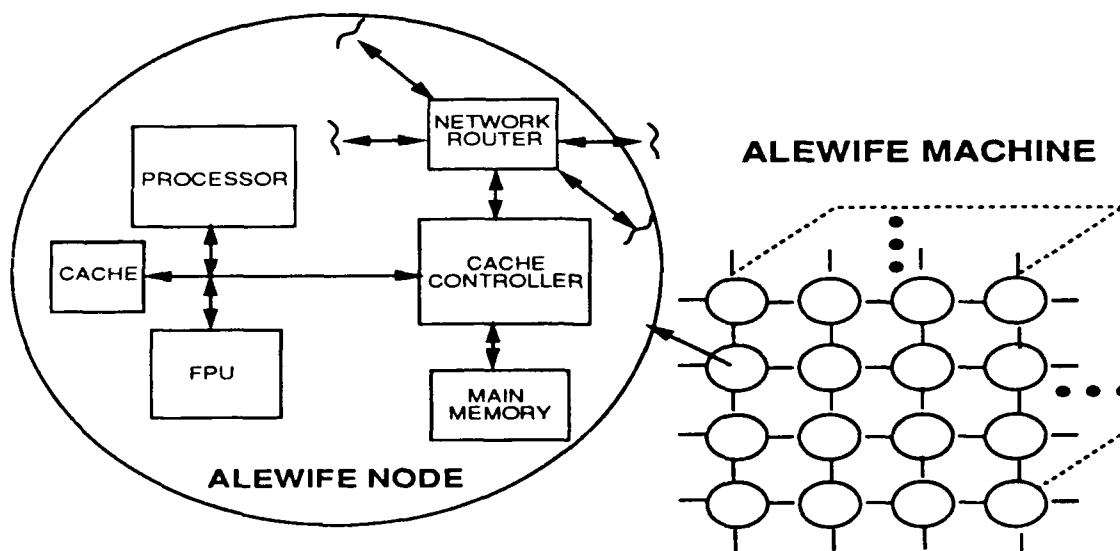 NETWORK
ROUTER
PROCESSOR
CACHE
CACHE
CONTROLLER
FPU
MAIN
MEMORY
ALEWIFE NODE
ALEWIFE MACHINE